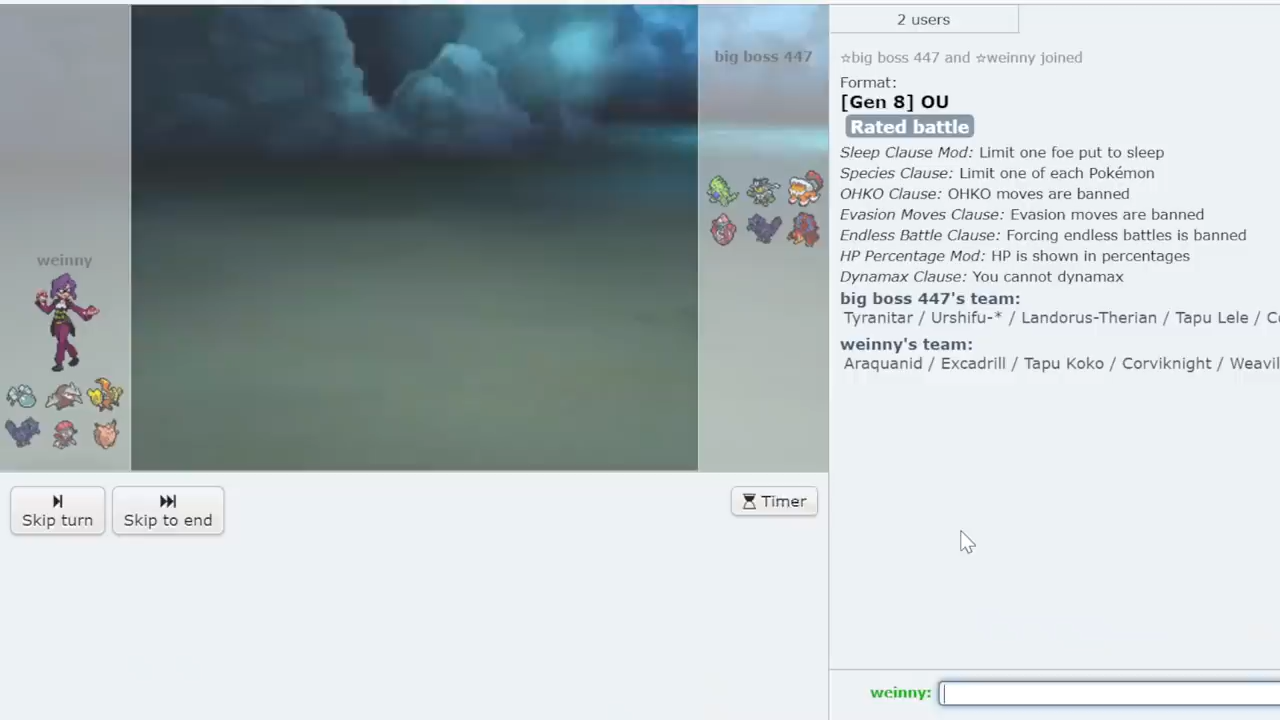 big boss 447
weinny
Skip turn
Skip to end
Timer
2 users
☆big boss 447 and ☆weinny joined
Format:
[Gen 8] OU
Rated battle
Sleep Clause Mod: Limit one foe put to sleep
Species Clause: Limit one of each Pokémon
OHKO Clause: OHKO moves are banned
Evasion Moves Clause: Evasion moves are banned
Endless Battle Clause: Forcing endless battles is banned
HP Percentage Mod: HP is shown in percentages
Dynamax Clause: You cannot dynamax
big boss 447's team:
Tyranitar / Urshifu-* / Landorus-Therian / Tapu Lele / C
weinny's team:
Araquanid / Excadrill / Tapu Koko / Corviknight / Weavil
weinny: